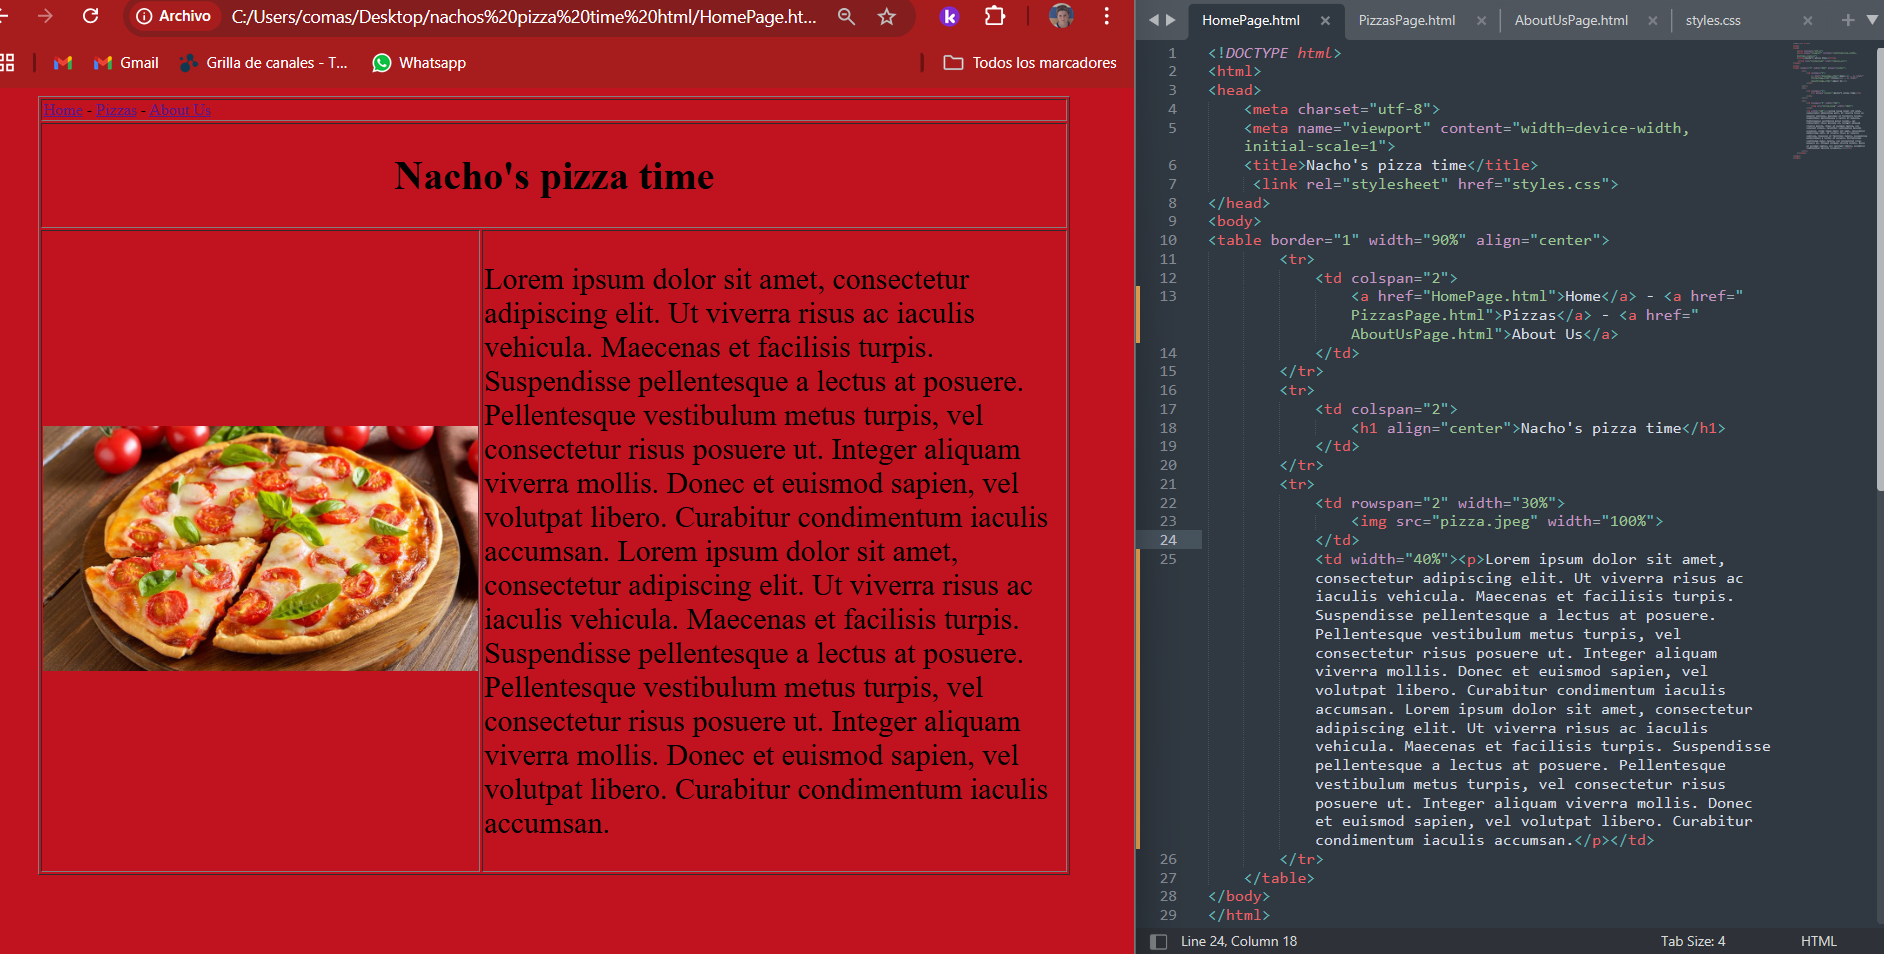 Archivo C:/Users/comas/Desktop/nachos%20pizza%20time%20html/HomePage.ht... k
Gmail Grilla de canales - T... Whatsapp Todos los marcadores
Home - Pizzas - About Us
Nacho's pizza time
Lorem ipsum dolor sit amet, consectetur
adipiscing elit. Ut viverra risus ac iaculis
vehicula. Maecenas et facilisis turpis.
Suspendisse pellentesque a lectus at posuere.
Pellentesque vestibulum metus turpis, vel
consectetur risus posuere ut. Integer aliquam
viverra mollis. Donec et euismod sapien, vel
volutpat libero. Curabitur condimentum iaculis
accumsan. Lorem ipsum dolor sit amet,
consectetur adipiscing elit. Ut viverra risus ac
iaculis vehicula. Maecenas et facilisis turpis.
Suspendisse pellentesque a lectus at posuere.
Pellentesque vestibulum metus turpis, vel
consectetur risus posuere ut. Integer aliquam
viverra mollis. Donec et euismod sapien, vel
volutpat libero. Curabitur condimentum iaculis
accumsan.
HomePage.html PizzasPage.html AboutUsPage.html styles.css
1 <!DOCTYPE html>
2 <html>
3 <head>
4 <meta charset="utf-8">
5 <meta name="viewport" content="width=device-width,
initial-scale=1">
6 <title>Nacho's pizza time</title>
7 <link rel="stylesheet" href="styles.css">
8 </head>
9 <body>
10 <table border="1" width="90%" align="center">
11 <tr>
12 <td colspan="2">
13 <a href="HomePage.html">Home</a> - <a href="
PizzasPage.html">Pizzas</a> - <a href="
AboutUsPage.html">About Us</a>
14 </td>
15 </tr>
16 <tr>
17 <td colspan="2">
18 <h1 align="center">Nacho's pizza time</h1>
19 </td>
20 </tr>
21 <tr>
22 <td rowspan="2" width="30%">
23 <img src="pizza.jpeg" width="100%">
24 </td>
25 <td width="40%"><p>Lorem ipsum dolor sit amet,
consectetur adipiscing elit. Ut viverra risus ac
iaculis vehicula. Maecenas et facilisis turpis.
Suspendisse pellentesque a lectus at posuere.
Pellentesque vestibulum metus turpis, vel
consectetur risus posuere ut. Integer aliquam
viverra mollis. Donec et euismod sapien, vel
volutpat libero. Curabitur condimentum iaculis
accumsan. Lorem ipsum dolor sit amet, consectetur
adipiscing elit. Ut viverra risus ac iaculis
vehicula. Maecenas et facilisis turpis. Suspendisse
pellentesque a lectus at posuere. Pellentesque
vestibulum metus turpis, vel consectetur risus
posuere ut. Integer aliquam viverra mollis. Donec
et euismod sapien, vel volutpat libero. Curabitur
condimentum iaculis accumsan.</p></td>
26 </tr>
27 </table>
28 </body>
29 </html>
Line 24, Column 18 Tab Size: 4 HTML